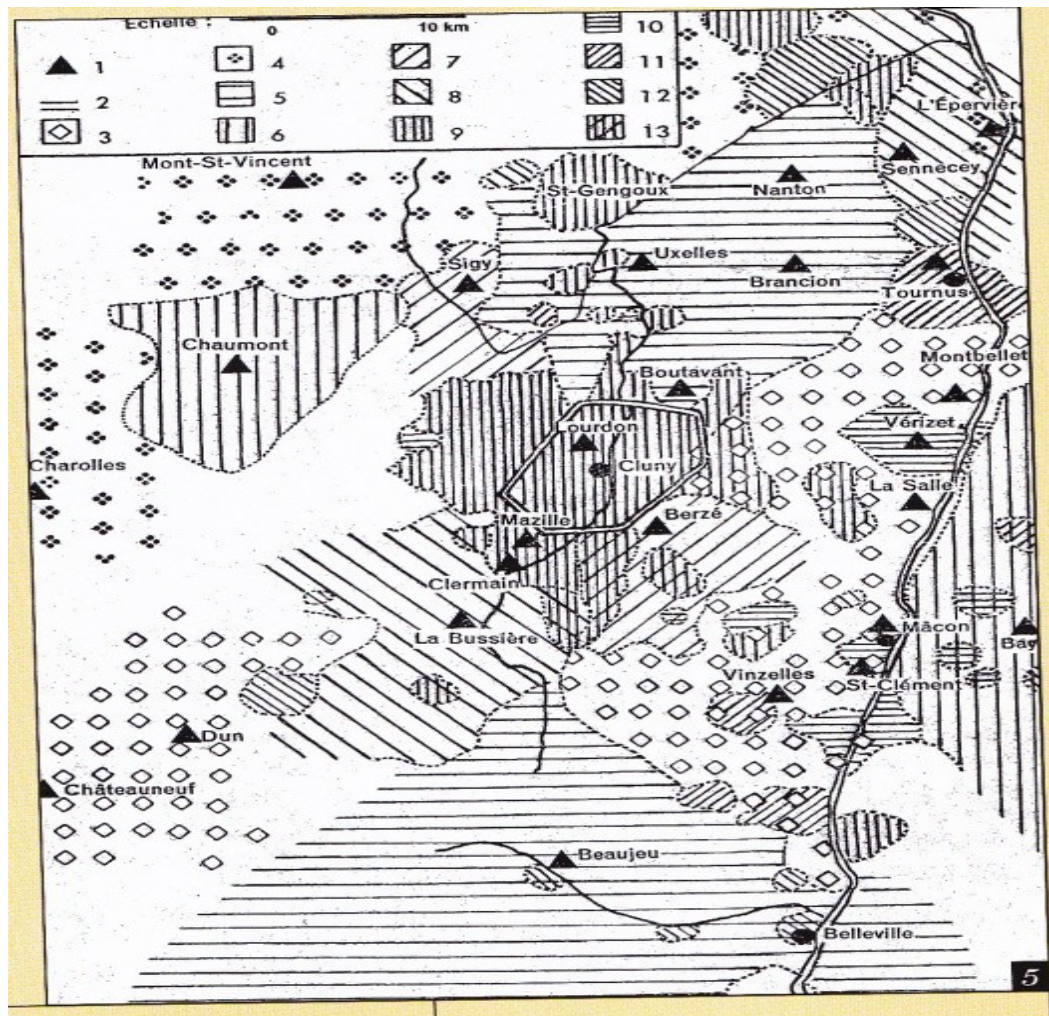 Echelle :
0 10 km
1
2
3
4
5
6
7
8
9
10
11
12
13
L'Épervière
Mont-St-Vincent
St-Gengoux
Nanton
Sennecey
Sigy
Uxelles
Brancion
Tournus
Chaumont
Boutavant
Montbellet
Lourdon
Vérizet
Charolles
Cluny
La Salle
Mazille
Berzé
Clermain
La Bussière
Mâcon
Bay
Vinzelles
St-Clément
Dun
Châteauneuf
Beaujeu
Belleville
5